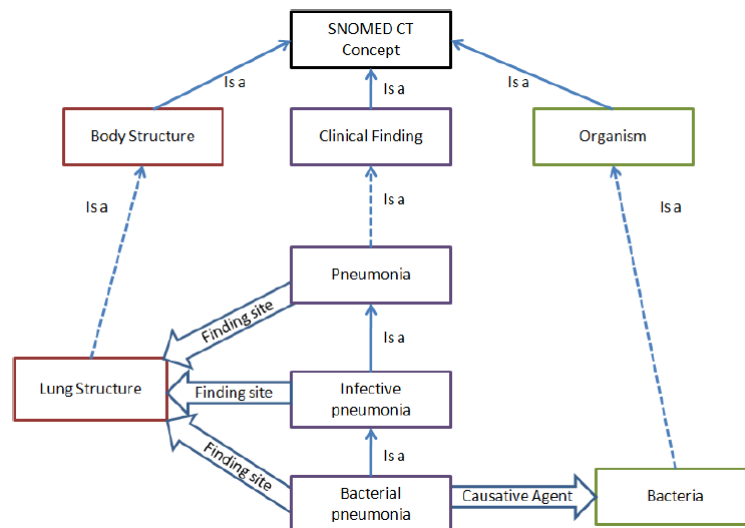 SNOMED CT
Concept
Is a
Is a
Is a
Body Structure
Clinical Finding
Organism
Is a
Is a
Is a
Pneumonia
Finding site
Is a
Lung Structure
Finding site
Infective
pneumonia
Finding site
Is a
Bacterial
pneumonia
Causative Agent
Bacteria